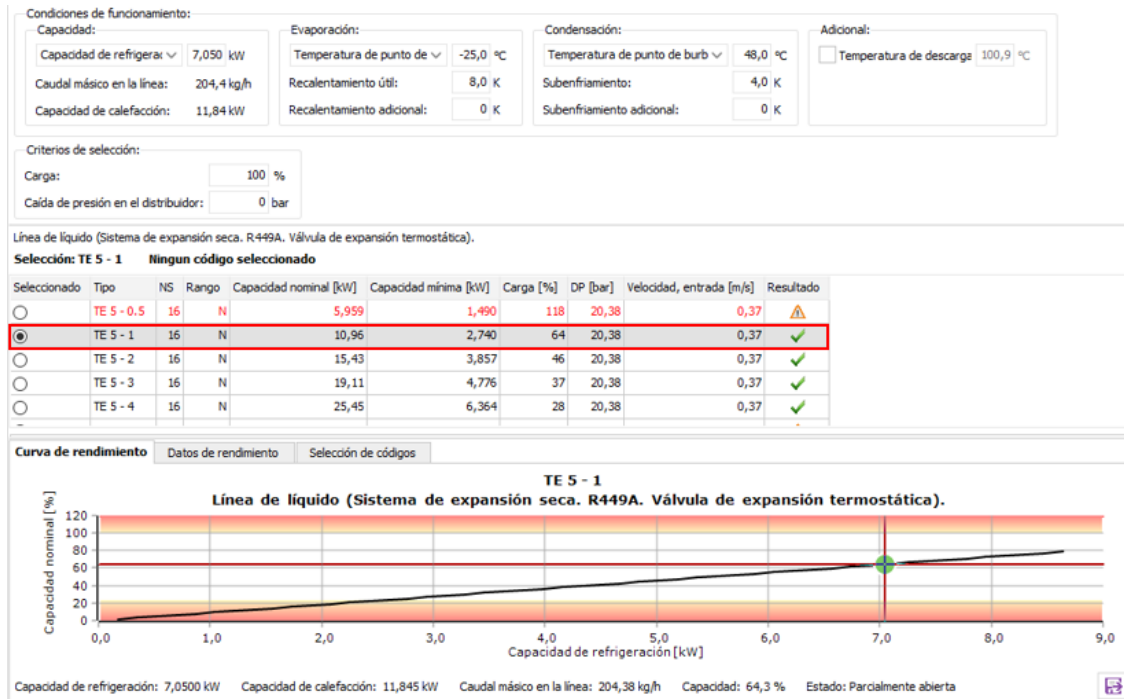 Condiciones de funcionamiento:
Capacidad:
Capacidad de refrigerac 7,050 kW
Caudal másico en la línea: 204,4 kg/h
Capacidad de calefacción: 11,84 kW
Evaporación:
Temperatura de punto de -25,0 ºC
Recalentamiento útil: 8,0 K
Recalentamiento adicional: 0 K
Condensación:
Temperatura de punto de burb 48,0 ºC
Subenfriamiento: 4,0 K
Subenfriamiento adicional: 0 K
Adicional:
Temperatura de descarga 100,9 ºC
Criterios de selección:
Carga: 100 %
Caída de presión en el distribuidor: 0 bar
Línea de líquido (Sistema de expansión seca. R449A. Válvula de expansión termostática).
Selección: TE 5 - 1 Ningun código seleccionado
Seleccionado Tipo NS Rango Capacidad nominal [kW] Capacidad mínima [kW] Carga [%] DP [bar] Velocidad, entrada [m/s] Resultado
TE 5 - 0.5 16 N 5,959 1,490 118 20,38 0,37
TE 5 - 1 16 N 10,96 2,740 64 20,38 0,37
TE 5 - 2 16 N 15,43 3,857 46 20,38 0,37
TE 5 - 3 16 N 19,11 4,776 37 20,38 0,37
TE 5 - 4 16 N 25,45 6,364 28 20,38 0,37
Curva de rendimiento Datos de rendimiento Selección de códigos
TE 5 - 1
Línea de líquido (Sistema de expansión seca. R449A. Válvula de expansión termostática).
Capacidad nominal [%]
120
100
80
60
40
20
0
0,0 1,0 2,0 3,0 4,0 5,0 6,0 7,0 8,0 9,0
Capacidad de refrigeración [kW]
Capacidad de refrigeración: 7,0500 kW Capacidad de calefacción: 11,845 kW Caudal másico en la línea: 204,38 kg/h Capacidad: 64,3 % Estado: Parcialmente abierta